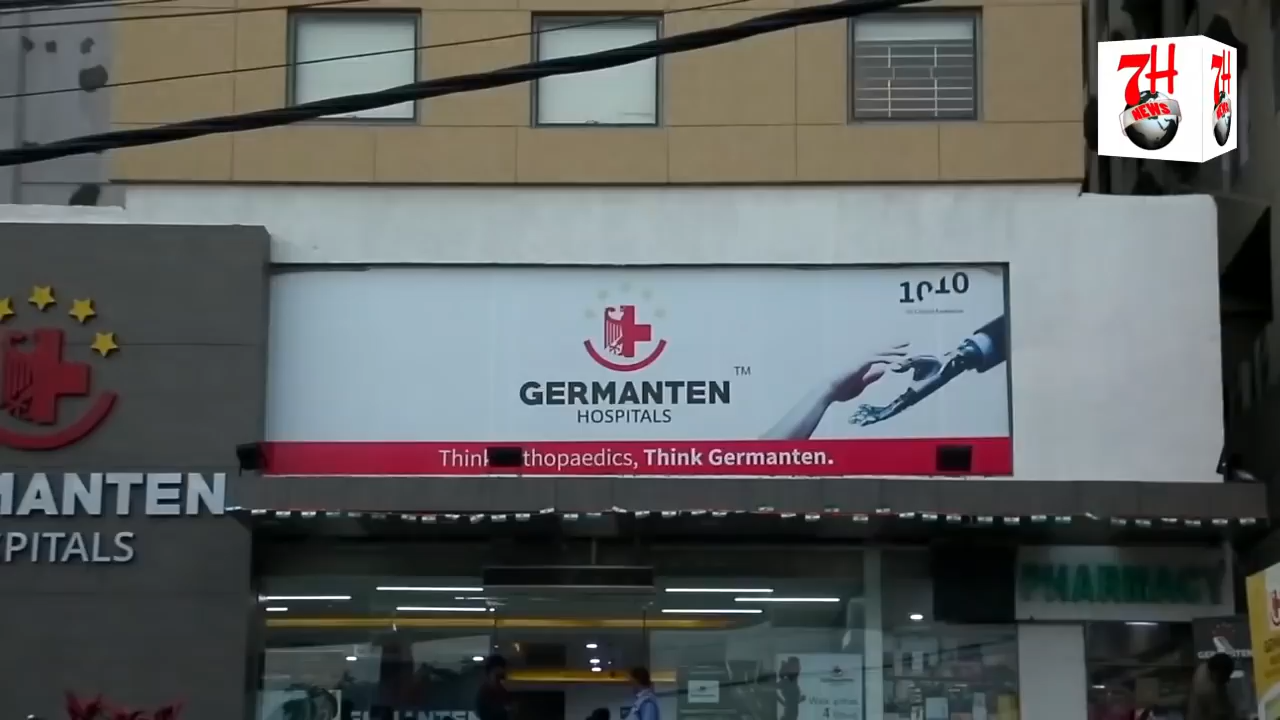 7H
NEWS
1010
GERMANTEN
TM
HOSPITALS
Think thopaedics, Think Germanten.
MANTEN
PITALS
PHARMACY